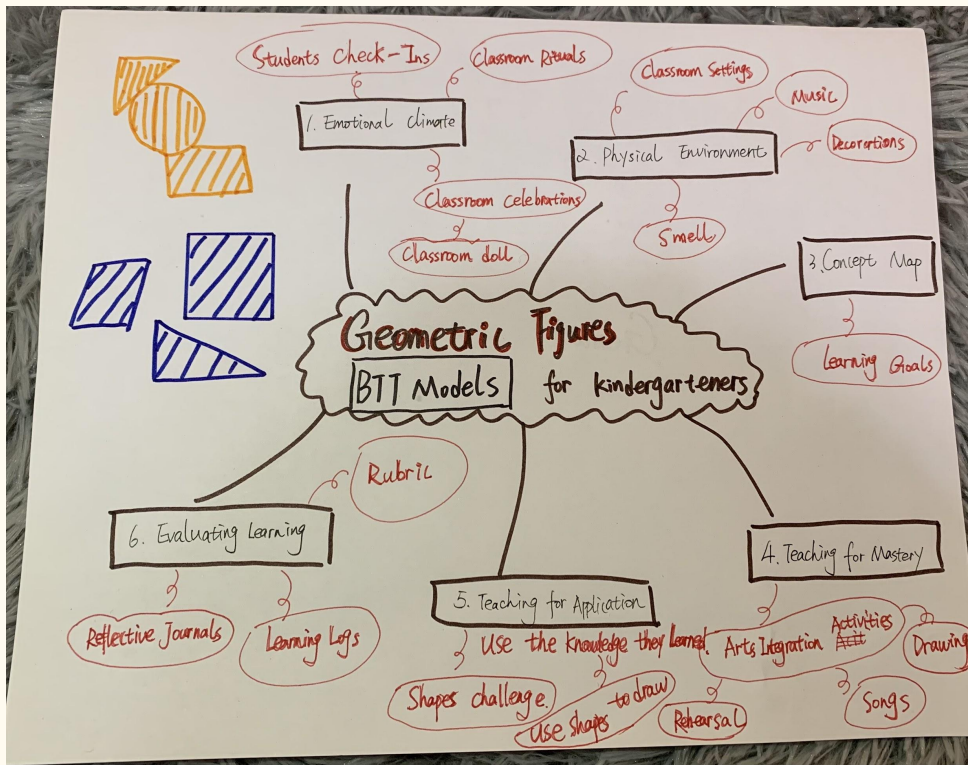 Students Check-Ins
Classroom Rituals
1. Emotional Climate
Classroom Celebrations
Classroom doll
Classroom Settings
Music
2. Physical Environment
Decorartions
Smell
3. Concept Map
Learning Goals
Geometric Figures
BTT Models for kindergarteners
Rubric
6. Evaluating Learning
Reflective Journals
Learning Logs
5. Teaching for Application
Use the knowledge they learned.
Shapes challenge.
Use shapes to draw
4. Teaching for Mastery
Arts Integration Activities
Drawing
Rehearsal
Songs